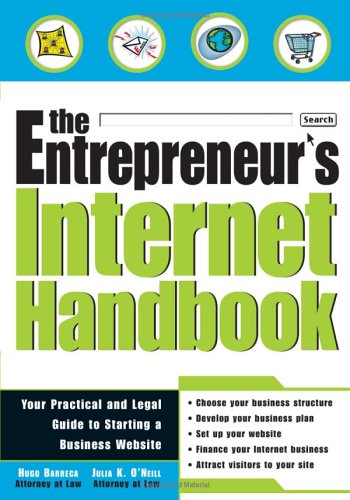 the
Search
Entrepreneur's
Internet
Handbook
Your Practical and Legal
Guide to Starting a
Business Website
Hugo Barreca
Attorney at Law
Julia K. O'Neill
Attorney at Law
• Choose your business structure
• Develop your business plan
• Set up your website
• Finance your Internet business
• Attract visitors to your site
Copyrighted Material